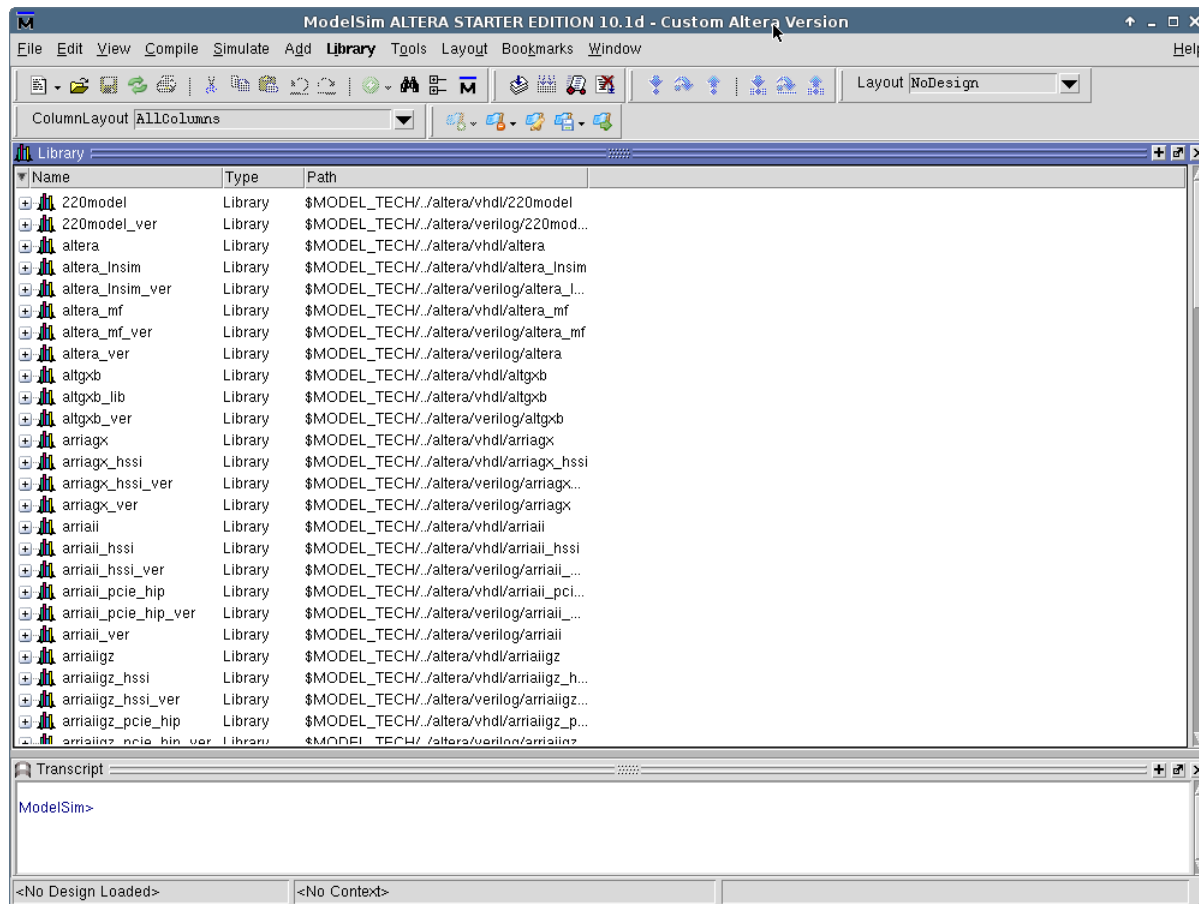 ModelSim ALTERA STARTER EDITION 10.1d - Custom Altera Version
File Edit View Compile Simulate Add Library Tools Layout Bookmarks Window Help
Layout NoDesign
ColumnLayout AllColumns
Library
Name Type Path
220model Library $MODEL_TECH/../altera/vhdl/220model
220model_ver Library $MODEL_TECH/../altera/verilog/220mod...
altera Library $MODEL_TECH/../altera/vhdl/altera
altera_lnsim Library $MODEL_TECH/../altera/vhdl/altera_lnsim
altera_lnsim_ver Library $MODEL_TECH/../altera/verilog/altera_l...
altera_mf Library $MODEL_TECH/../altera/vhdl/altera_mf
altera_mf_ver Library $MODEL_TECH/../altera/verilog/altera_mf
altera_ver Library $MODEL_TECH/../altera/verilog/altera
altgxb Library $MODEL_TECH/../altera/vhdl/altgxb
altgxb_lib Library $MODEL_TECH/../altera/vhdl/altgxb
altgxb_ver Library $MODEL_TECH/../altera/verilog/altgxb
arriagx Library $MODEL_TECH/../altera/vhdl/arriagx
arriagx_hssi Library $MODEL_TECH/../altera/vhdl/arriagx_hssi
arriagx_hssi_ver Library $MODEL_TECH/../altera/verilog/arriagx...
arriagx_ver Library $MODEL_TECH/../altera/verilog/arriagx
arriaii Library $MODEL_TECH/../altera/vhdl/arriaii
arriaii_hssi Library $MODEL_TECH/../altera/vhdl/arriaii_hssi
arriaii_hssi_ver Library $MODEL_TECH/../altera/verilog/arriaii_...
arriaii_pcie_hip Library $MODEL_TECH/../altera/vhdl/arriaii_pci...
arriaii_pcie_hip_ver Library $MODEL_TECH/../altera/verilog/arriaii_...
arriaii_ver Library $MODEL_TECH/../altera/verilog/arriaii
arriaiigz Library $MODEL_TECH/../altera/vhdl/arriaiigz
arriaiigz_hssi Library $MODEL_TECH/../altera/vhdl/arriaiigz_h...
arriaiigz_hssi_ver Library $MODEL_TECH/../altera/verilog/arriaiigz...
arriaiigz_pcie_hip Library $MODEL_TECH/../altera/vhdl/arriaiigz_p...
arriaiigz_pcie_hip_ver Library $MODEL_TECH/../altera/verilog/arriaiigz
Transcript
ModelSim>
<No Design Loaded> <No Context>